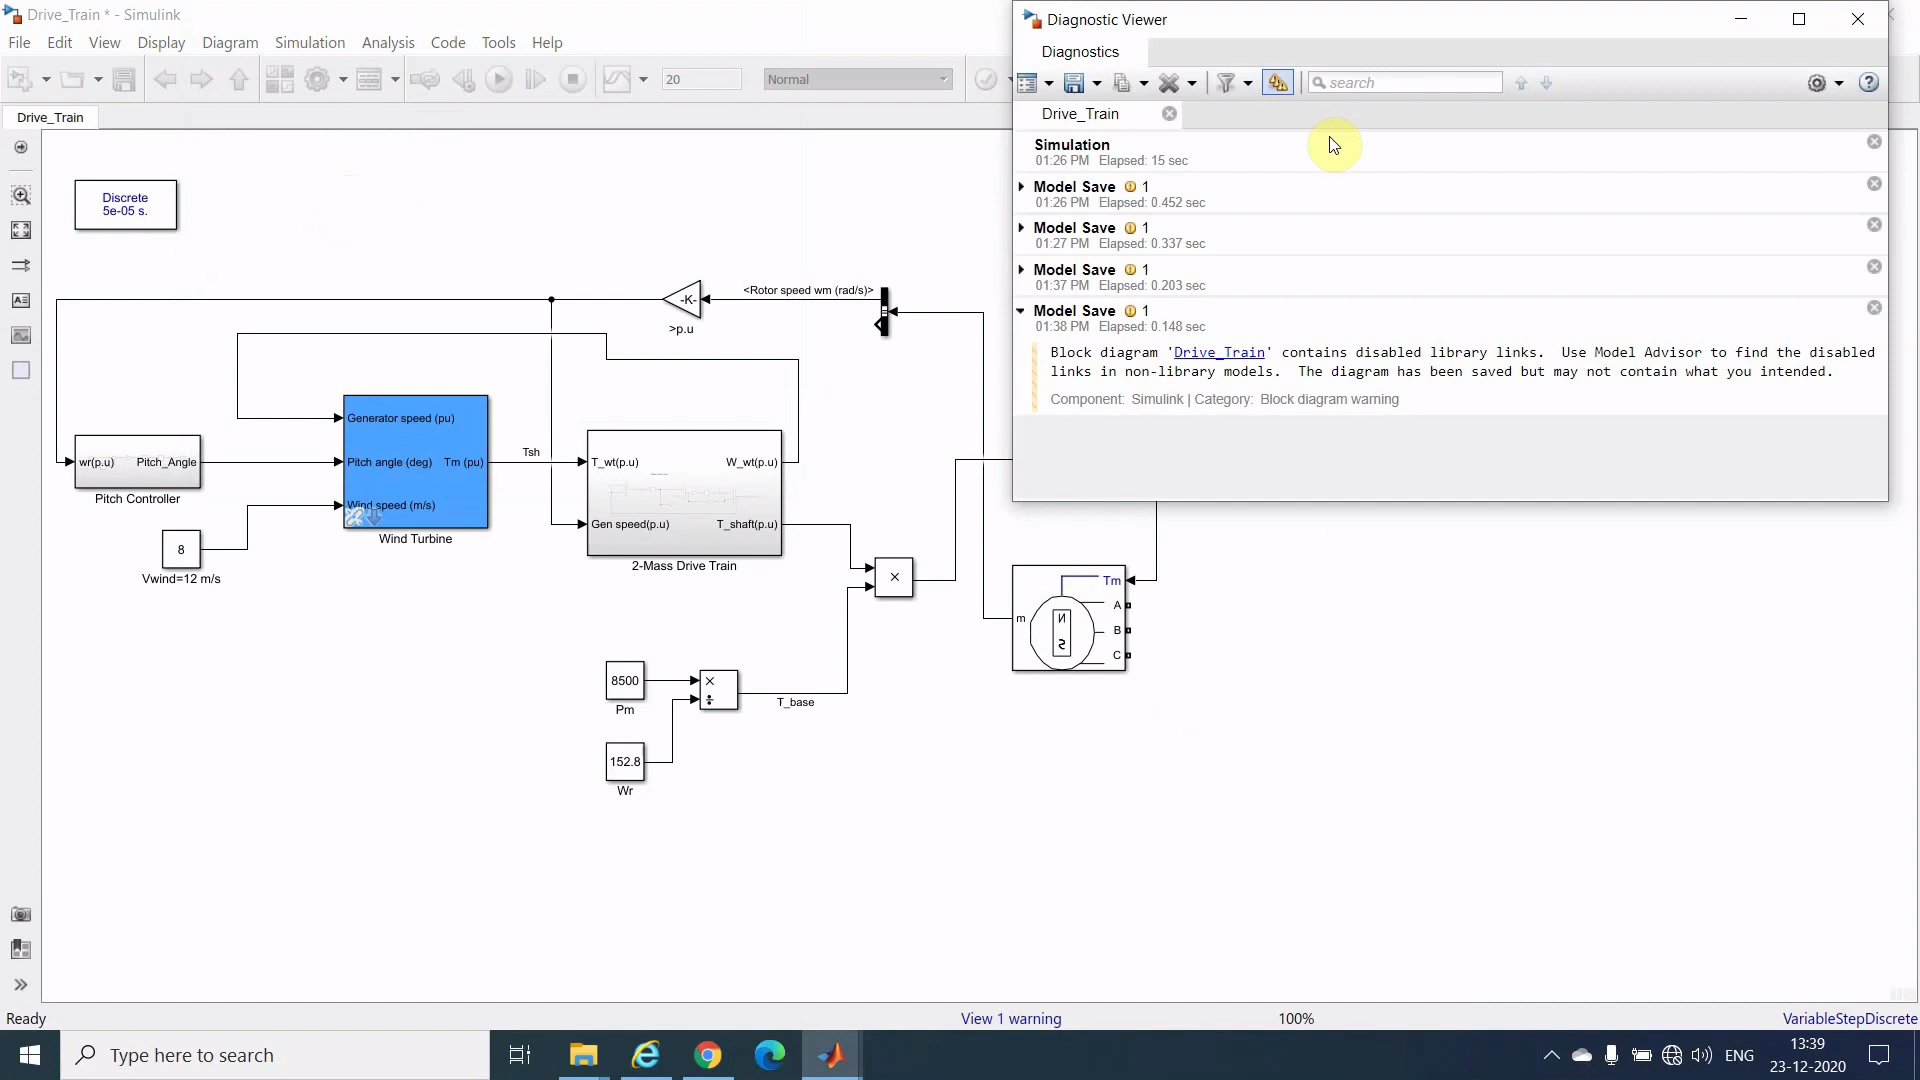 Drive_Train * - Simulink
File Edit View Display Diagram Simulation Analysis Code Tools Help
20
Normal
Drive_Train
Discrete
5e-05 s.
<Rotor speed wm (rad/s)>
-K-
>p.u
Generator speed (pu)
Pitch angle (deg) Tm (pu)
Wind speed (m/s)
Wind Turbine
wr(p.u) Pitch_Angle
Pitch Controller
8
Vwind=12 m/s
Tsh
T_wt(p.u) W_wt(p.u)
Gen speed(p.u) T_shaft(p.u)
2-Mass Drive Train
×
8500
Pm
×
÷
T_base
152.8
Wr
Tm
A
m
B
C
N
S
Diagnostic Viewer
Diagnostics
search
Drive_Train
Simulation
01:26 PM Elapsed: 15 sec
Model Save 1
01:26 PM Elapsed: 0.452 sec
Model Save 1
01:27 PM Elapsed: 0.337 sec
Model Save 1
01:37 PM Elapsed: 0.203 sec
Model Save 1
01:38 PM Elapsed: 0.148 sec
Block diagram 'Drive_Train' contains disabled library links. Use Model Advisor to find the disabled
links in non-library models. The diagram has been saved but may not contain what you intended.
Component: Simulink | Category: Block diagram warning
Ready
View 1 warning
100%
VariableStepDiscrete
Type here to search
ENG
13:39
23-12-2020